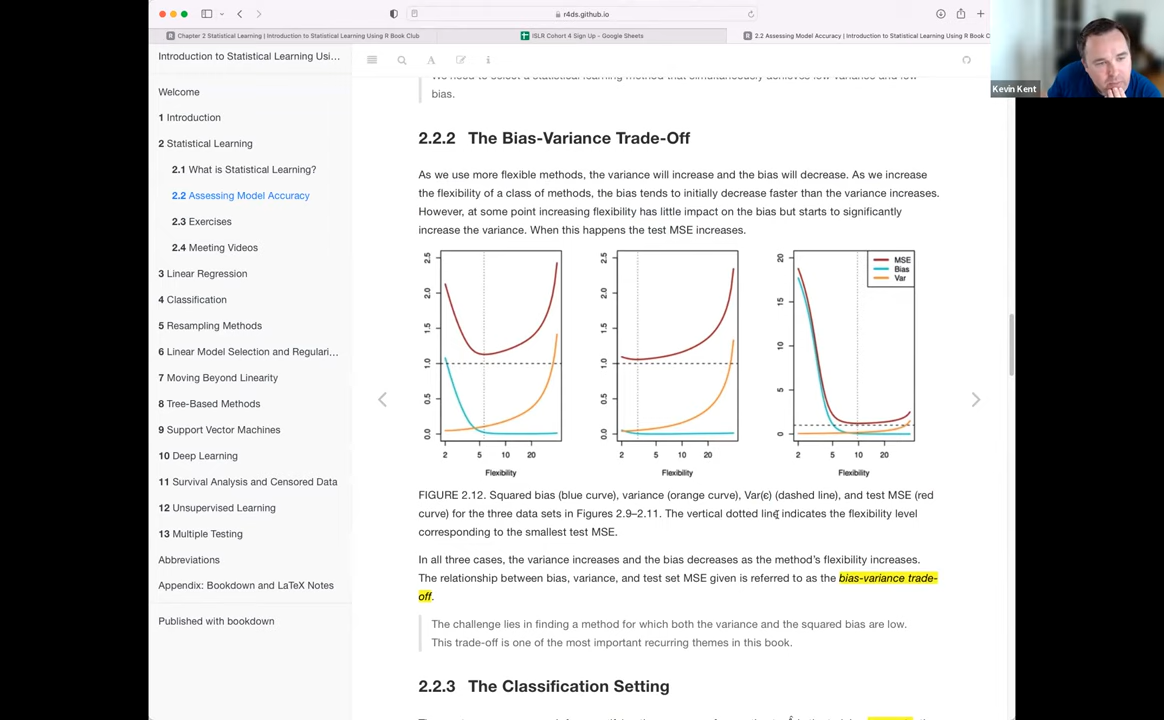 r4ds.github.io
Chapter 2 Statistical Learning | Introduction to Statistical Learning Using R Book Club
ISLR Cohort 4 Sign Up - Google Sheets
2.2 Assessing Model Accuracy | Introduction to Statistical Learning Using R Book C
Kevin Kent
Introduction to Statistical Learning Usi...
Welcome
1 Introduction
2 Statistical Learning
2.1 What is Statistical Learning?
2.2 Assessing Model Accuracy
2.3 Exercises
2.4 Meeting Videos
3 Linear Regression
4 Classification
5 Resampling Methods
6 Linear Model Selection and Regulari...
7 Moving Beyond Linearity
8 Tree-Based Methods
9 Support Vector Machines
10 Deep Learning
11 Survival Analysis and Censored Data
12 Unsupervised Learning
13 Multiple Testing
Abbreviations
Appendix: Bookdown and LaTeX Notes
Published with bookdown
We need to select a statistical learning method that simultaneously achieves low variance and low
bias.
2.2.2 The Bias-Variance Trade-Off
As we use more flexible methods, the variance will increase and the bias will decrease. As we increase
the flexibility of a class of methods, the bias tends to initially decrease faster than the variance increases.
However, at some point increasing flexibility has little impact on the bias but starts to significantly
increase the variance. When this happens the test MSE increases.
2.5
2.0
1.5
1.0
0.5
0.0
2 5 10 20
Flexibility
2.5
2.0
1.5
1.0
0.5
0.0
2 5 10 20
Flexibility
20
15
10
5
0
2 5 10 20
Flexibility
MSE
Bias
Var
FIGURE 2.12. Squared bias (blue curve), variance (orange curve), Var(ϵ) (dashed line), and test MSE (red
curve) for the three data sets in Figures 2.9–2.11. The vertical dotted line indicates the flexibility level
corresponding to the smallest test MSE.
In all three cases, the variance increases and the bias decreases as the method's flexibility increases.
The relationship between bias, variance, and test set MSE given is referred to as the bias-variance trade-
off.
The challenge lies in finding a method for which both the variance and the squared bias are low.
This trade-off is one of the most important recurring themes in this book.
2.2.3 The Classification Setting